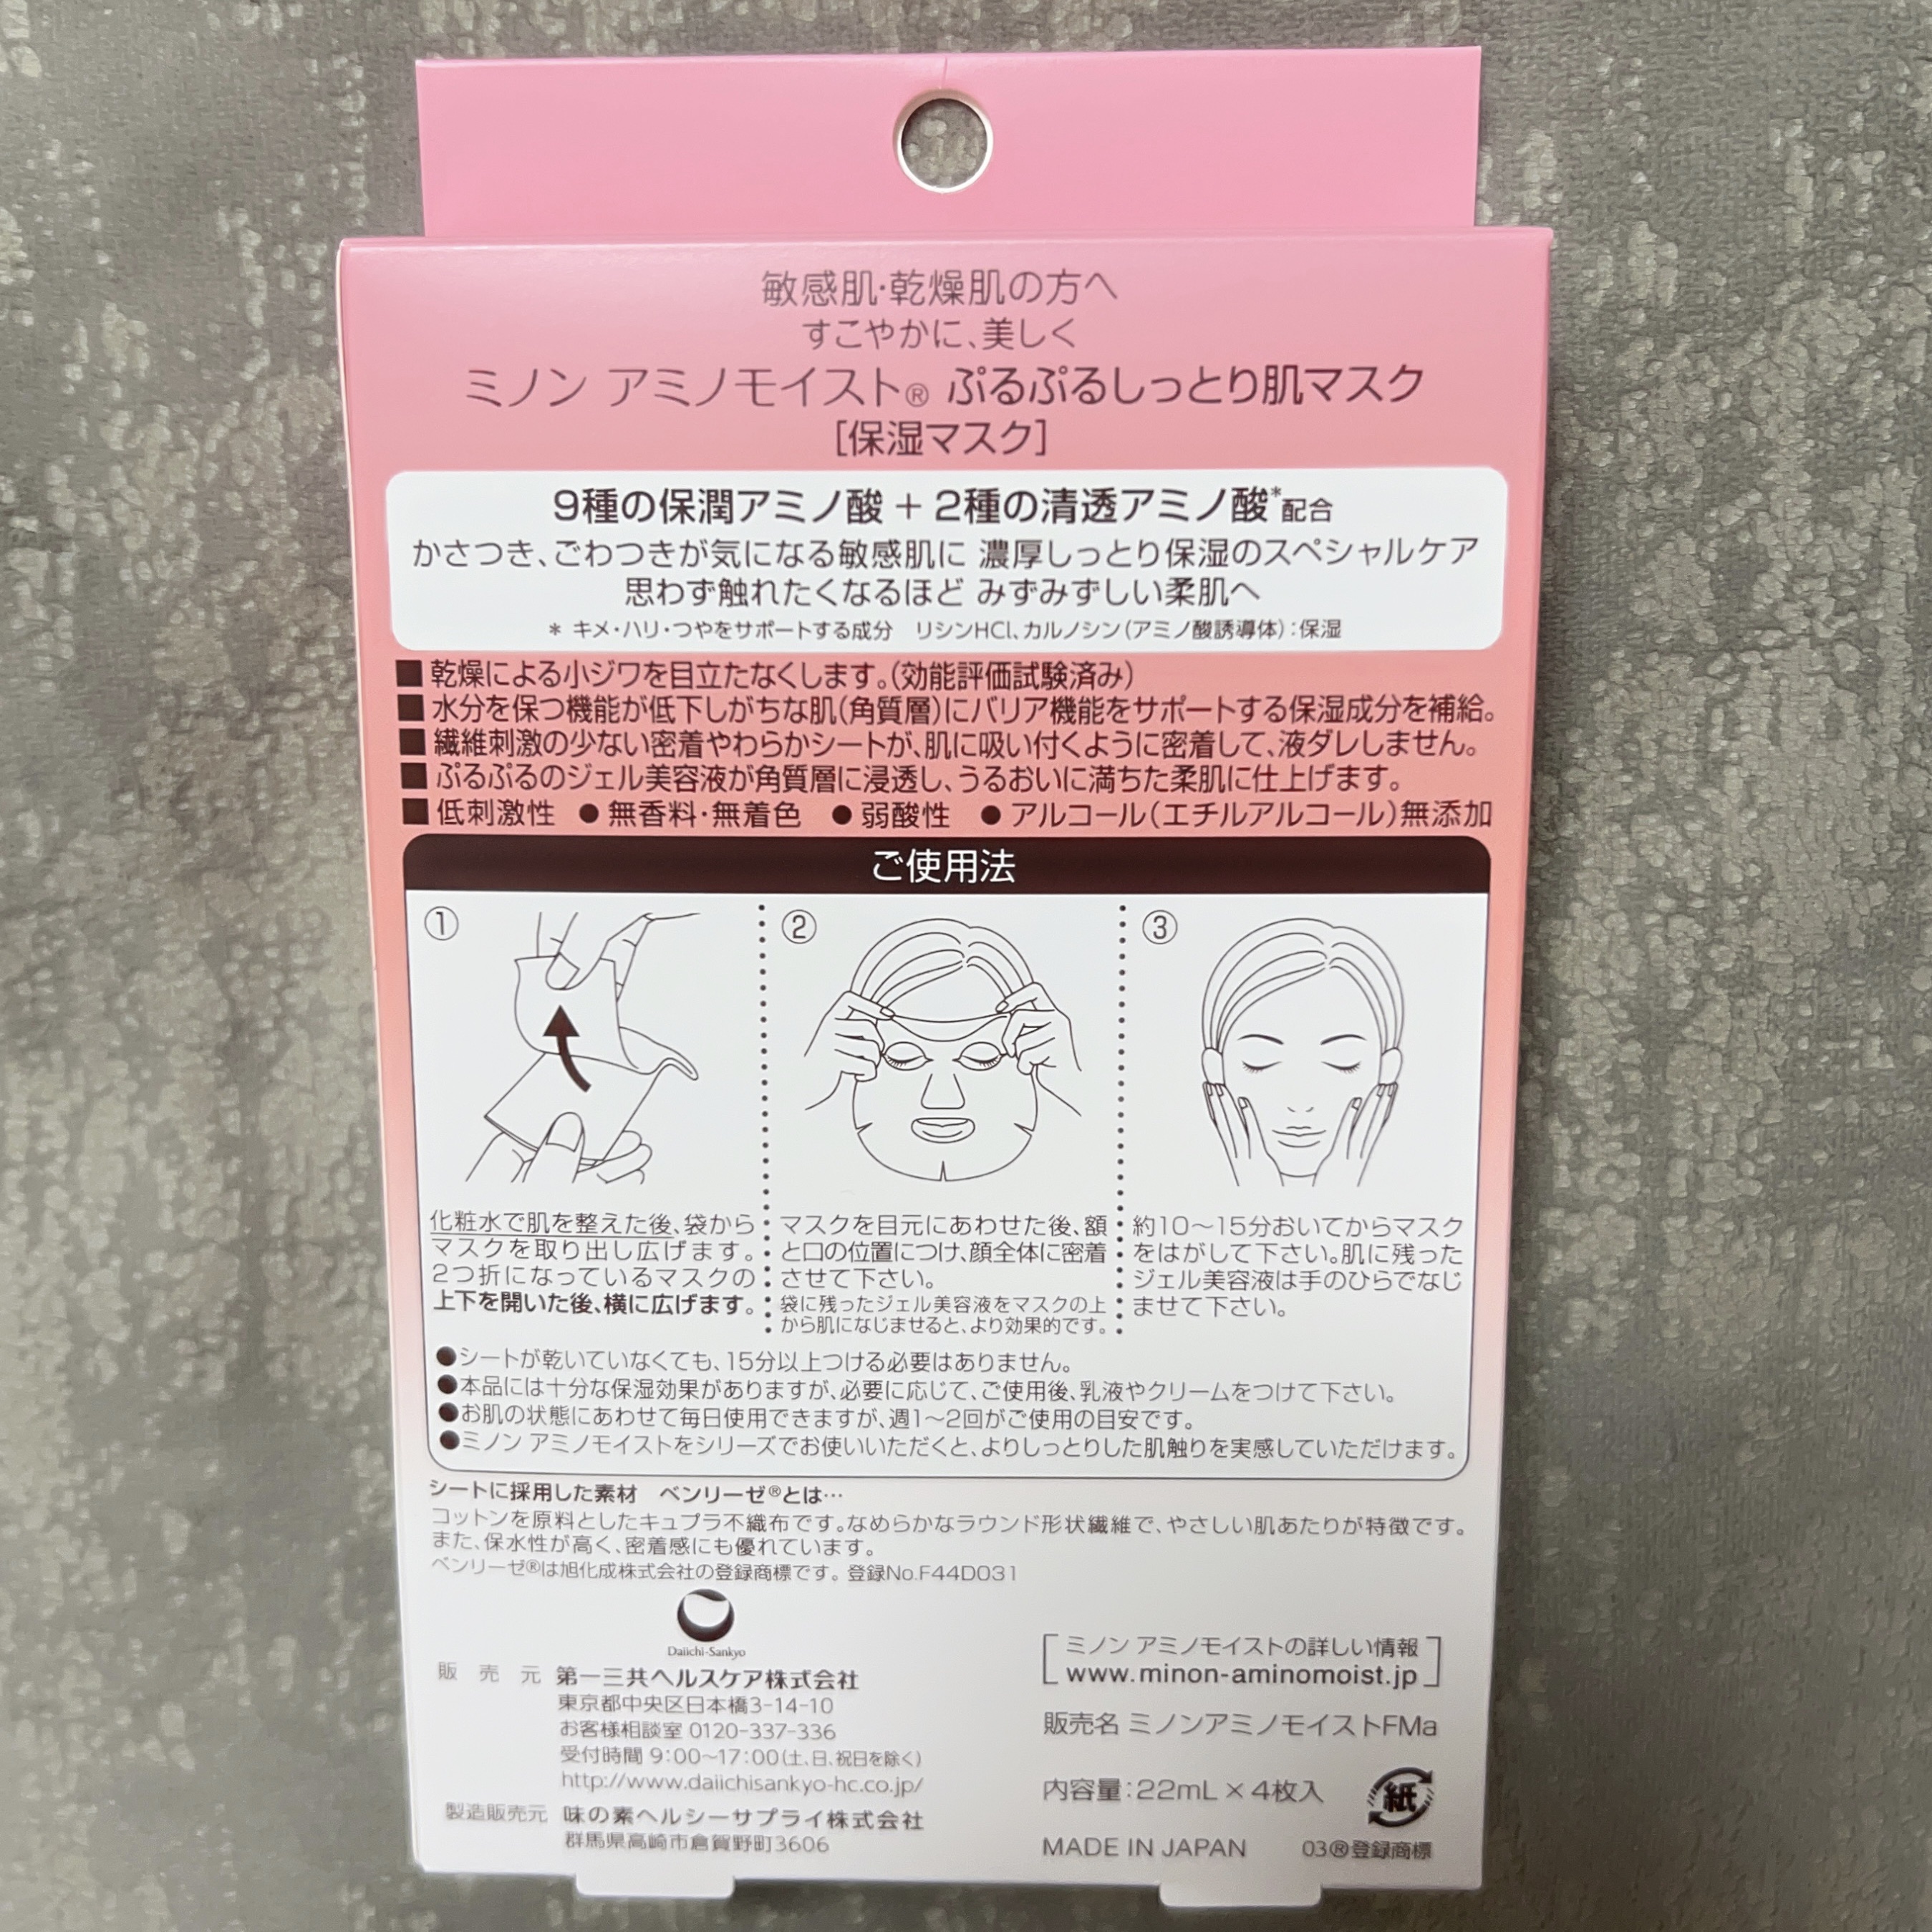 敏感肌・乾燥肌の方へ
すこやかに、美しく
ミノン アミノモイスト® ぷるぷるしっとり肌マスク
[保湿マスク]
9種の保潤アミノ酸 + 2種の清透アミノ酸*配合
かさつき、ごわつきが気になる敏感肌に 濃厚しっとり保湿のスペシャルケア
思わず触れたくなるほど みずみずしい柔肌へ
* キメ・ハリ・つやをサポートする成分 リシンHCl、カルノシン(アミノ酸誘導体):保湿
■ 乾燥による小ジワを目立たなくします。(効能評価試験済み)
■ 水分を保つ機能が低下しがちな肌(角質層)にバリア機能をサポートする保湿成分を補給。
■ 繊維刺激の少ない密着やわらかシートが、肌に吸い付くように密着して、液ダレしません。
■ ぷるぷるのジェル美容液が角質層に浸透し、うるおいに満ちた柔肌に仕上げます。
■ 低刺激性 ● 無香料・無着色 ● 弱酸性 ● アルコール(エチルアルコール)無添加
ご使用法
①
化粧水で肌を整えた後、袋から
マスクを取り出し広げます。
2つ折になっているマスクの
上下を開いた後、横に広げます。
②
マスクを目元にあわせた後、額
と口の位置につけ、顔全体に密着
させて下さい。
袋に残ったジェル美容液をマスクの上
から肌になじませると、より効果的です。
③
約10～15分おいてからマスク
をはがして下さい。肌に残った
ジェル美容液は手のひらでなじ
ませて下さい。
●シートが乾いていなくても、15分以上つける必要はありません。
●本品には十分な保湿効果がありますが、必要に応じて、ご使用後、乳液やクリームをつけて下さい。
●お肌の状態にあわせて毎日使用できますが、週1～2回がご使用の目安です。
●ミノン アミノモイストをシリーズでお使いいただくと、よりしっとりした肌触りを実感していただけます。
シートに採用した素材 ベンリーゼ®とは…
コットンを原料としたキュプラ不織布です。なめらかなラウンド形状繊維で、やさしい肌あたりが特徴です。
また、保水性が高く、密着感にも優れています。
ベンリーゼ®は旭化成株式会社の登録商標です。登録No.F44D031
Daiichi-Sankyo
販売元 第一三共ヘルスケア株式会社
東京都中央区日本橋3-14-10
お客様相談室 0120-337-336
受付時間 9:00～17:00(土、日、祝日を除く)
http://www.daiichisankyo-hc.co.jp/
製造販売元 味の素ヘルシーサプライ株式会社
群馬県高崎市倉賀野町3606
ミノン アミノモイストの詳しい情報
www.minon-aminomoist.jp
販売名 ミノンアミノモイストFMa
内容量:22mL×4枚入
紙
MADE IN JAPAN
03®登録商標